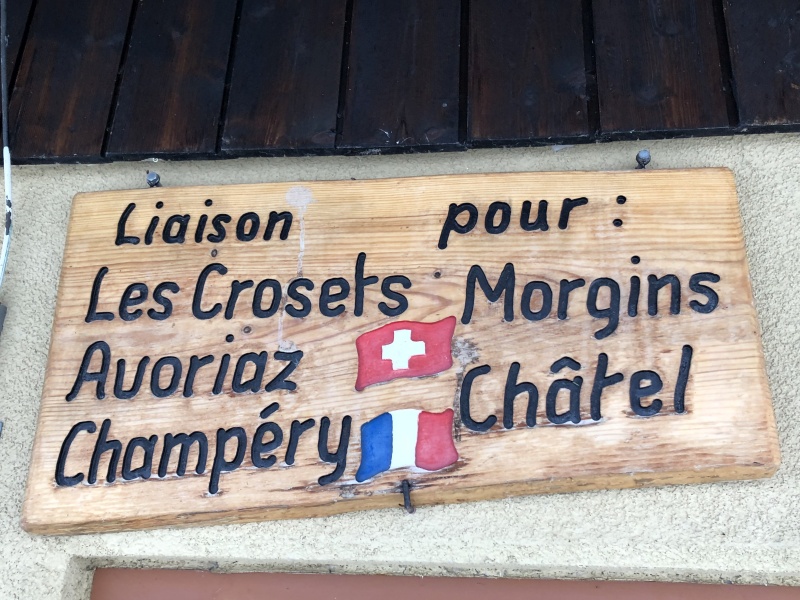 Liaison pour :
Les Crosets Morgins
Avoriaz
Châtel
Champéry